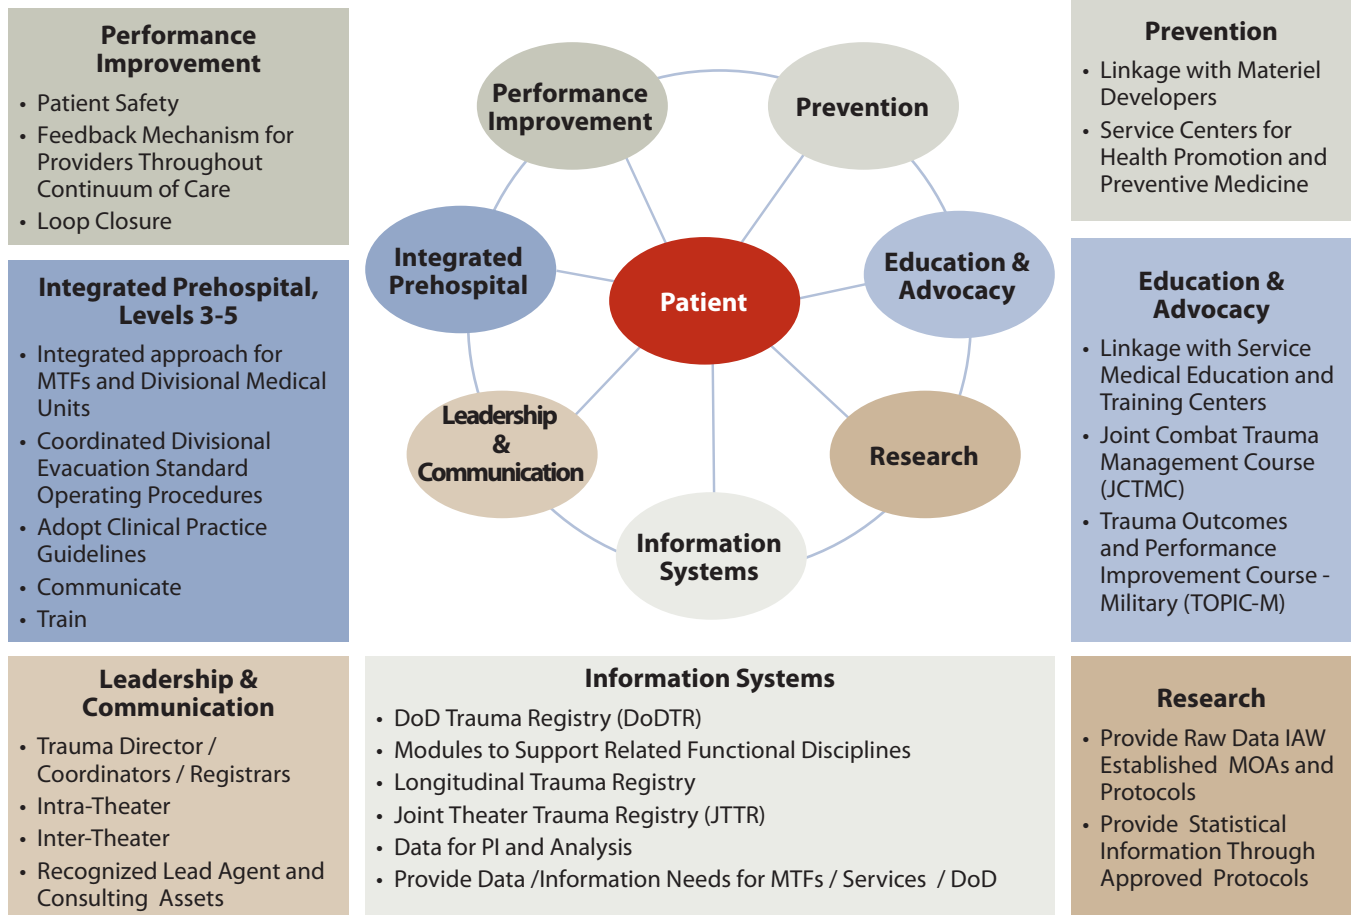 Performance
Improvement
• Patient Safety
• Feedback Mechanism for
Providers Throughout
Continuum of Care
• Loop Closure
Integrated Prehospital,
Levels 3-5
• Integrated approach for
MTFs and Divisional Medical
Units
• Coordinated Divisional
Evacuation Standard
Operating Procedures
• Adopt Clinical Practice
Guidelines
• Communicate
• Train
Leadership &
Communication
• Trauma Director /
Coordinators / Registrars
• Intra-Theater
• Inter-Theater
• Recognized Lead Agent and
Consulting Assets
Performance
Improvement
Prevention
Integrated
Prehospital
Education &
Advocacy
Patient
Leadership
&
Communication
Research
Information
Systems
Information Systems
• DoD Trauma Registry (DoDTR)
• Modules to Support Related Functional Disciplines
• Longitudinal Trauma Registry
• Joint Theater Trauma Registry (JTTR)
• Data for PI and Analysis
• Provide Data /Information Needs for MTFs / Services / DoD
Prevention
• Linkage with Materiel
Developers
• Service Centers for
Health Promotion and
Preventive Medicine
Education &
Advocacy
• Linkage with Service
Medical Education and
Training Centers
• Joint Combat Trauma
Management Course
(JCTMC)
• Trauma Outcomes
and Performance
Improvement Course -
Military (TOPIC-M)
Research
• Provide Raw Data IAW
Established MOAs and
Protocols
• Provide Statistical
Information Through
Approved Protocols